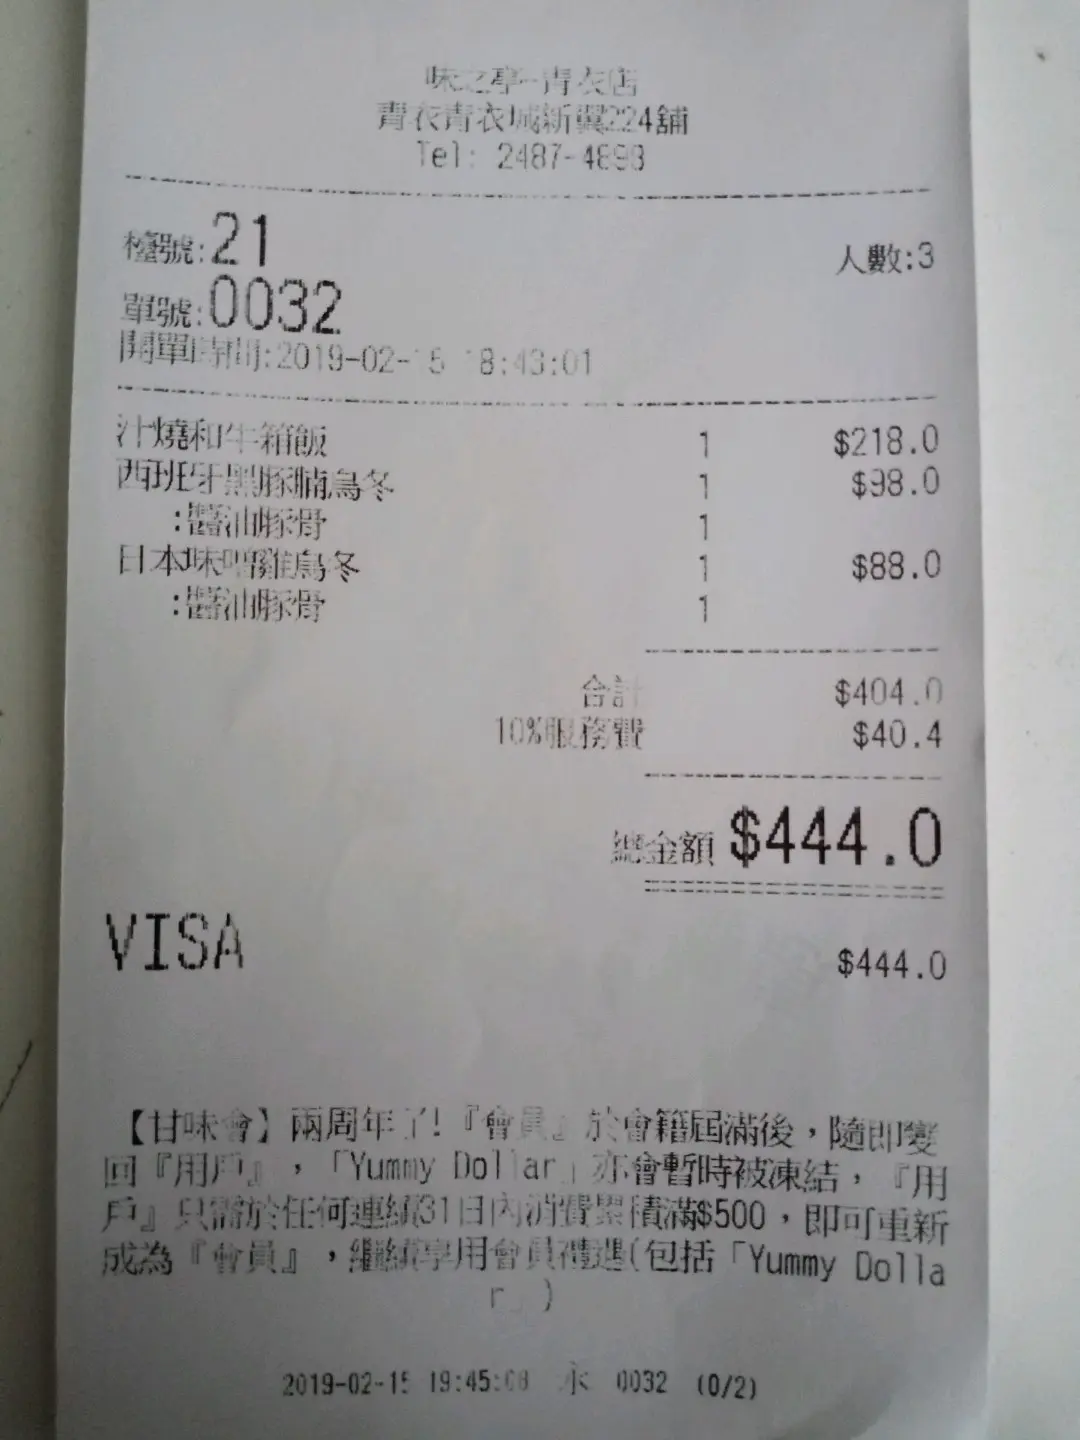 味之亭-青衣店
青衣青衣城新翼224舖
Tel: 2487-4898
檯號:21
人數:3
單號:0032
開單時間:2019-02-15 18:43:01
汁燒和牛箱飯 1 $218.0
西班牙黑豚腩烏冬 1 $98.0
:醬油豚骨 1
日本味噌雞烏冬 1 $88.0
:醬油豚骨 1
合計 $404.0
10%服務費 $40.4
總金額 $444.0
VISA $444.0
【甘味會】兩周年了!『會員』於會籍屆滿後，隨即變
回『用戶』，「Yummy Dollar」亦會暫時被凍結，『用
戶』只需於任何連續31日內消費累積滿$500，即可重新
成為『會員』，繼續享用會員禮遇(包括「Yummy Dolla
r」)
2019-02-15 19:45:08 永 0032 (0/2)